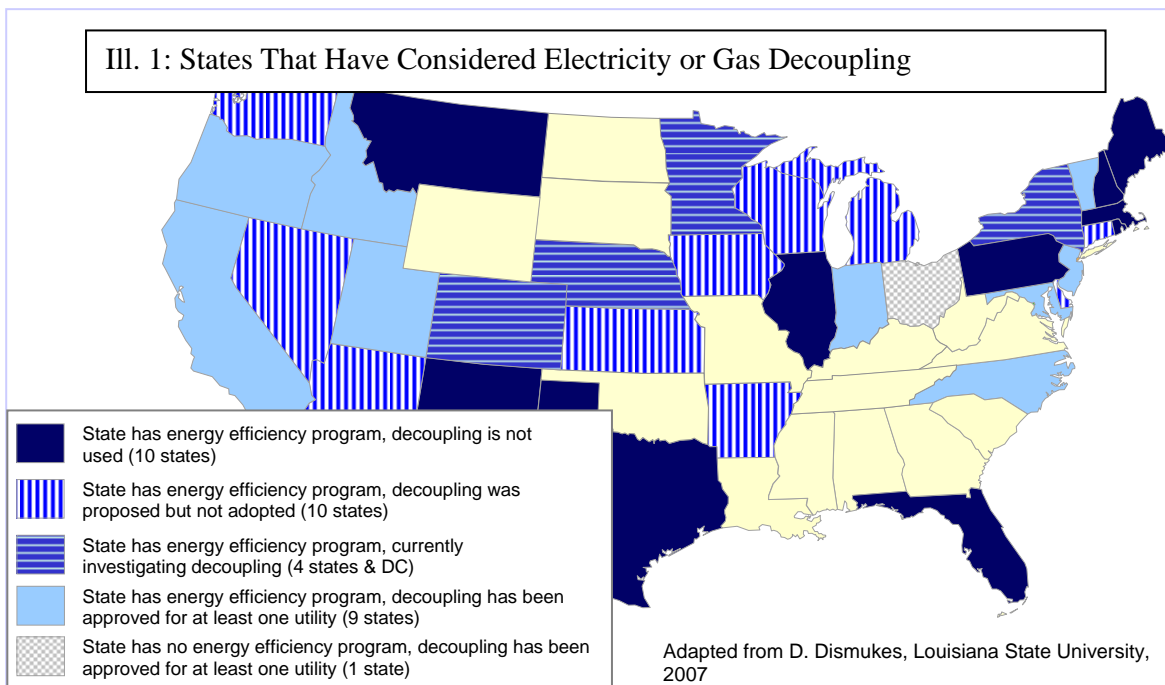 Ill. 1: States That Have Considered Electricity or Gas Decoupling
State has energy efficiency program, decoupling is not
used (10 states)
State has energy efficiency program, decoupling was
proposed but not adopted (10 states)
State has energy efficiency program, currently
investigating decoupling (4 states & DC)
State has energy efficiency program, decoupling has been
approved for at least one utility (9 states)
State has no energy efficiency program, decoupling has been
approved for at least one utility (1 state)
Adapted from D. Dismukes, Louisiana State University,
2007